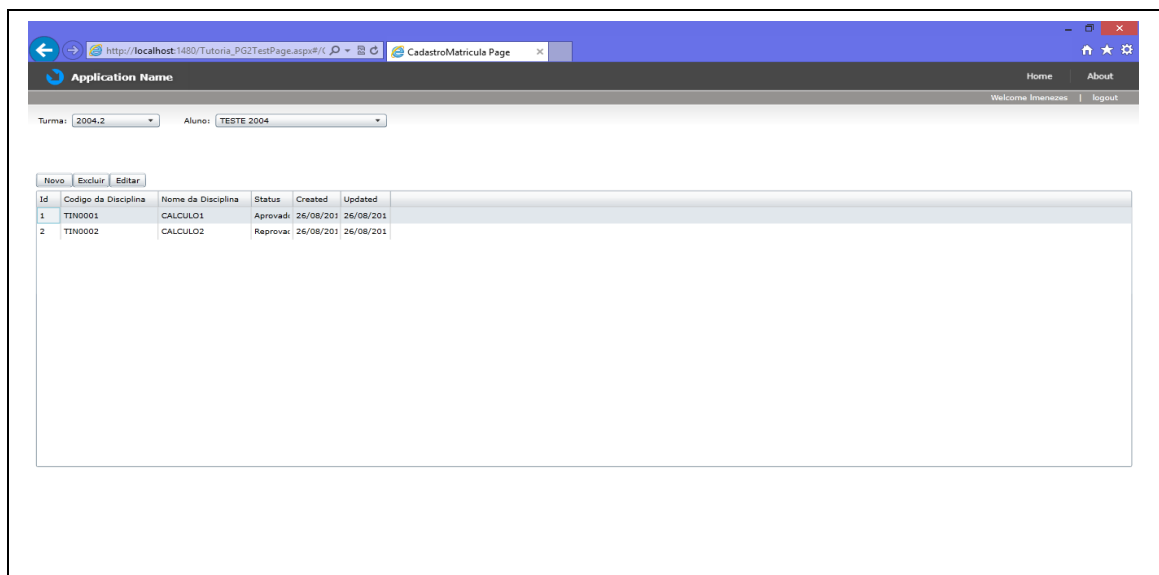 http://localhost:1480/Tutoria_PG2TestPage.aspx#/( CadastroMatricula Page
Application Name Home About
Welcome lmenezes | logout
Turma: 2004.2 Aluno: TESTE 2004
Novo Excluir Editar
Id Codigo da Disciplina Nome da Disciplina Status Created Updated
1 TIN0001 CALCULO1 Aprovad 26/08/201 26/08/201
2 TIN0002 CALCULO2 Reprova 26/08/201 26/08/201